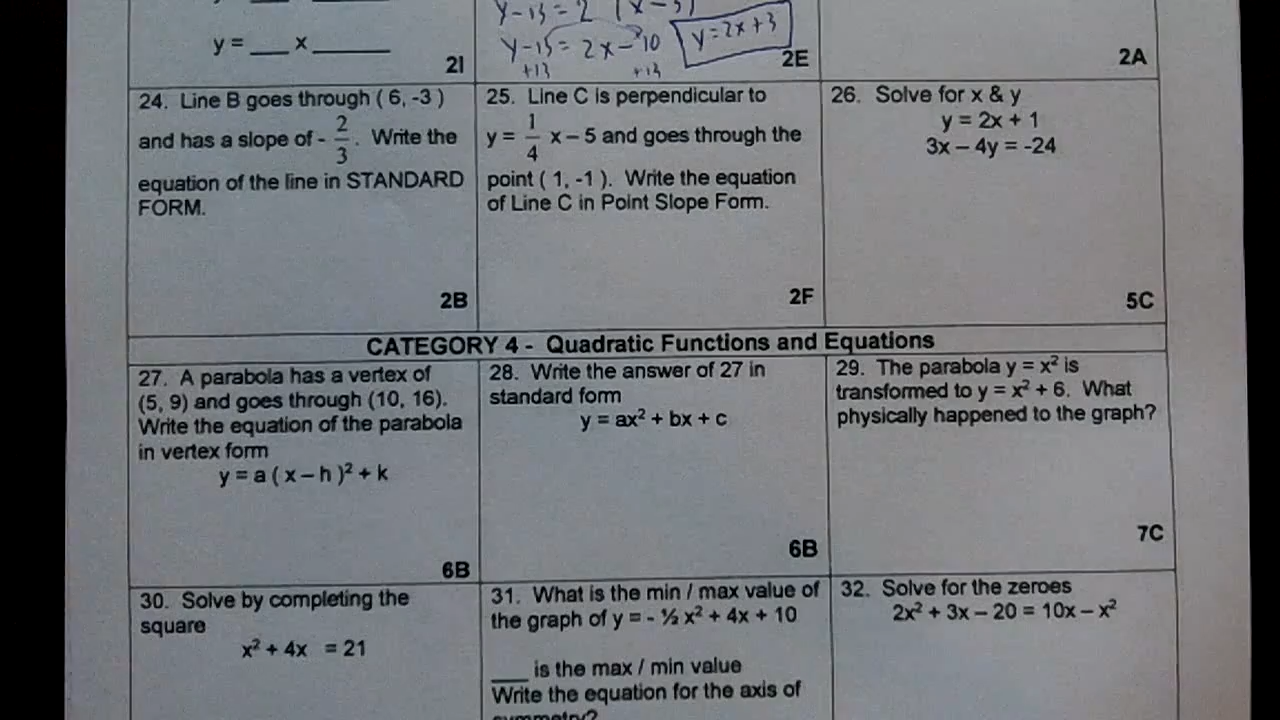 y = ___ x ______
2I
y-13 = 2 (x-5)
y-13 = 2x-10
y=2x+3
+13 +13
2E
2A
24. Line B goes through ( 6, -3 )
and has a slope of - 2/3 . Write the
equation of the line in STANDARD
FORM.
2B
25. Line C is perpendicular to
y = 1/4 x – 5 and goes through the
point ( 1, -1 ). Write the equation
of Line C in Point Slope Form.
2F
26. Solve for x & y
y = 2x + 1
3x – 4y = -24
5C
CATEGORY 4 - Quadratic Functions and Equations
27. A parabola has a vertex of
(5, 9) and goes through (10, 16).
Write the equation of the parabola
in vertex form
y = a ( x – h )² + k
6B
28. Write the answer of 27 in
standard form
y = ax² + bx + c
6B
29. The parabola y = x² is
transformed to y = x² + 6. What
physically happened to the graph?
7C
30. Solve by completing the
square
x² + 4x = 21
31. What is the min / max value of
the graph of y = - ½ x² + 4x + 10
___ is the max / min value
Write the equation for the axis of
symmetry?
32. Solve for the zeroes
2x² + 3x – 20 = 10x – x²